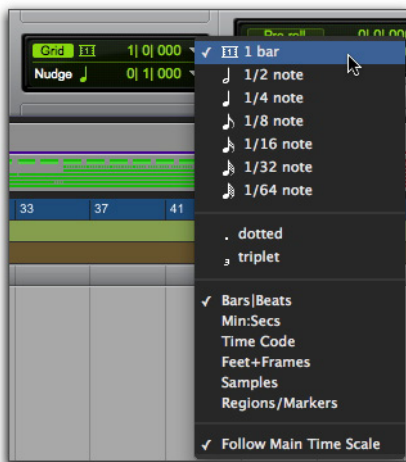 Grid 1| 0| 000
Nudge 0| 1| 000
Pre-roll
✓ 1 bar
1/2 note
1/4 note
1/8 note
1/16 note
1/32 note
1/64 note
. dotted
3 triplet
✓ Bars|Beats
Min:Secs
Time Code
Feet+Frames
Samples
Regions/Markers
✓ Follow Main Time Scale
33 37 41